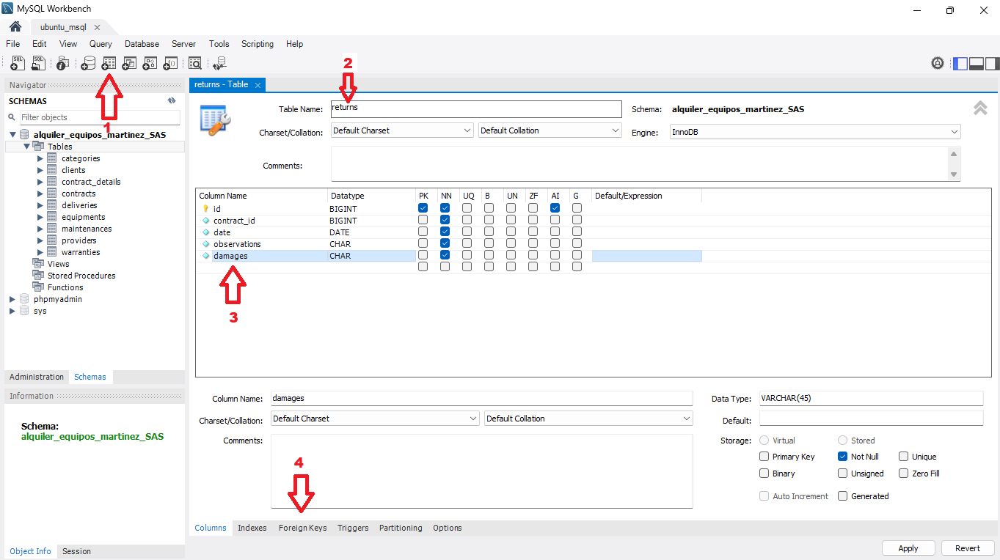 MySQL Workbench
ubuntu_msql
File Edit View Query Database Server Tools Scripting Help
SQL SQL
2
Navigator
returns - Table
SCHEMAS
Filter objects
1
alquiler_equipos_martinez_SAS
Tables
categories
clients
contract_details
contracts
deliveries
equipments
maintenances
providers
warranties
Views
Stored Procedures
Functions
phpmyadmin
sys
Administration Schemas
Information
Schema:
alquiler_equipos_martinez_SAS
Object Info Session
Table Name: returns Schema: alquiler_equipos_martinez_SAS
Charset/Collation: Default Charset Default Collation Engine: InnoDB
Comments:
Column Name Datatype PK NN UQ B UN ZF AI G Default/Expression
id BIGINT
contract_id BIGINT
date DATE
observations CHAR
damages CHAR
3
Column Name: damages Data Type: VARCHAR(45)
Charset/Collation: Default Charset Default Collation Default:
Comments: Storage: Virtual Stored
Primary Key Not Null Unique
Binary Unsigned Zero Fill
Auto Increment Generated
4
Columns Indexes Foreign Keys Triggers Partitioning Options
Apply Revert